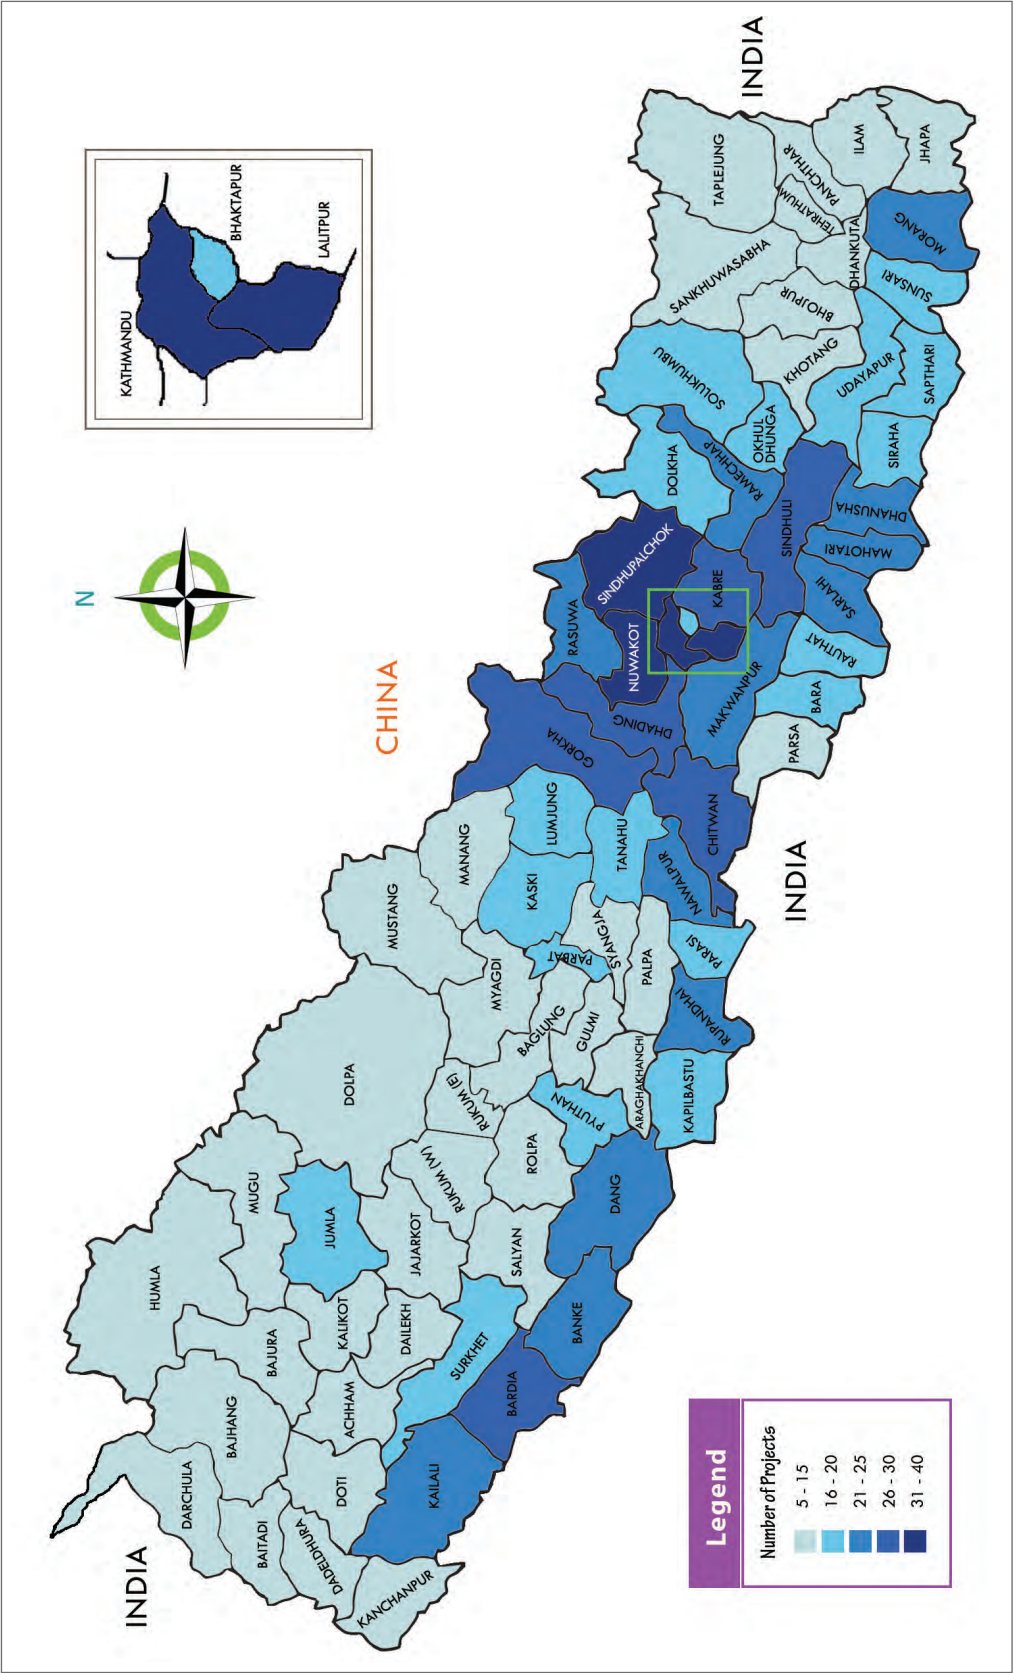 N
CHINA
INDIA
INDIA
INDIA
KATHMANDU
BHAKTAPUR
LALITPUR
DARCHULA
BAJHANG
HUMLA
BAITADI
DADELDHURA
KANCHANPUR
DOTI
ACHHAM
BAJURA
MUGU
KAILALI
SURKHET
DAILEKH
KALIKOT
JUMLA
DOLPA
JAJARKOT
BARDIA
BANKE
SALYAN
RUKUM (W)
RUKUM (E)
ROLPA
DANG
PYUTHAN
MUSTANG
MANANG
MYAGDI
BAGLUNG
GULMI
ARAGHAKHANCHI
KAPILBASTU
RUPANDHAI
PALPA
SYANGJA
PARBAT
KASKI
LUMJUNG
TANAHU
PARASI
NAWALPUR
CHITWAN
GORKHA
DHADING
RASUWA
NUWAKOT
SINDHUPALCHOK
KABRE
MAKWANPUR
PARSA
BARA
RAUTHAT
SARLAHI
MAHOTARI
DHANUSHA
SINDHULI
RAMECHHAP
DOLKHA
SOLUKHUMBU
OKHUL
DHUNGA
KHOTANG
UDAYAPUR
SIRAHA
SAPTHARI
SUNSARI
MORANG
BHOJPUR
SANKHUWASABHA
DHANKUTA
TEHRATHUM
TAPLEJUNG
PANCHTHAR
ILAM
JHAPA
Legend
Number of Projects
5 - 15
16 - 20
21 - 25
26 - 30
31 - 40